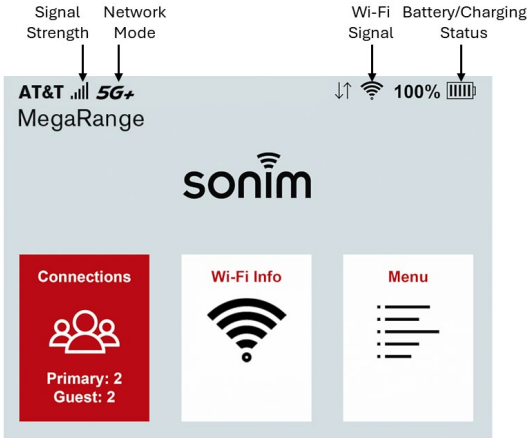 Signal Strength
Network Mode
Wi-Fi Signal
Battery/Charging Status
AT&T 5G+ 100%
MegaRange
sonim
Connections
Primary: 2
Guest: 2
Wi-Fi Info
Menu